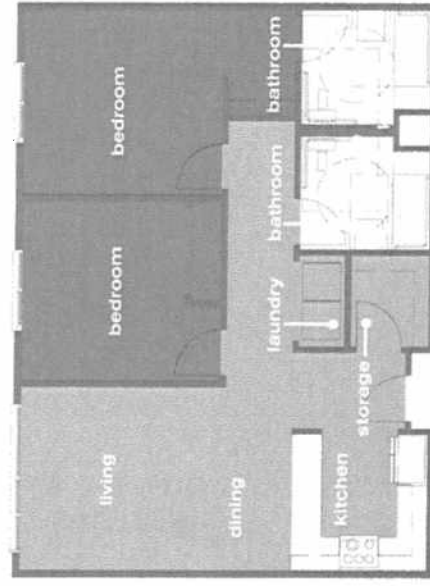 living
dining
kitchen
bedroom
bedroom
laundry
storage
bathroom
bathroom